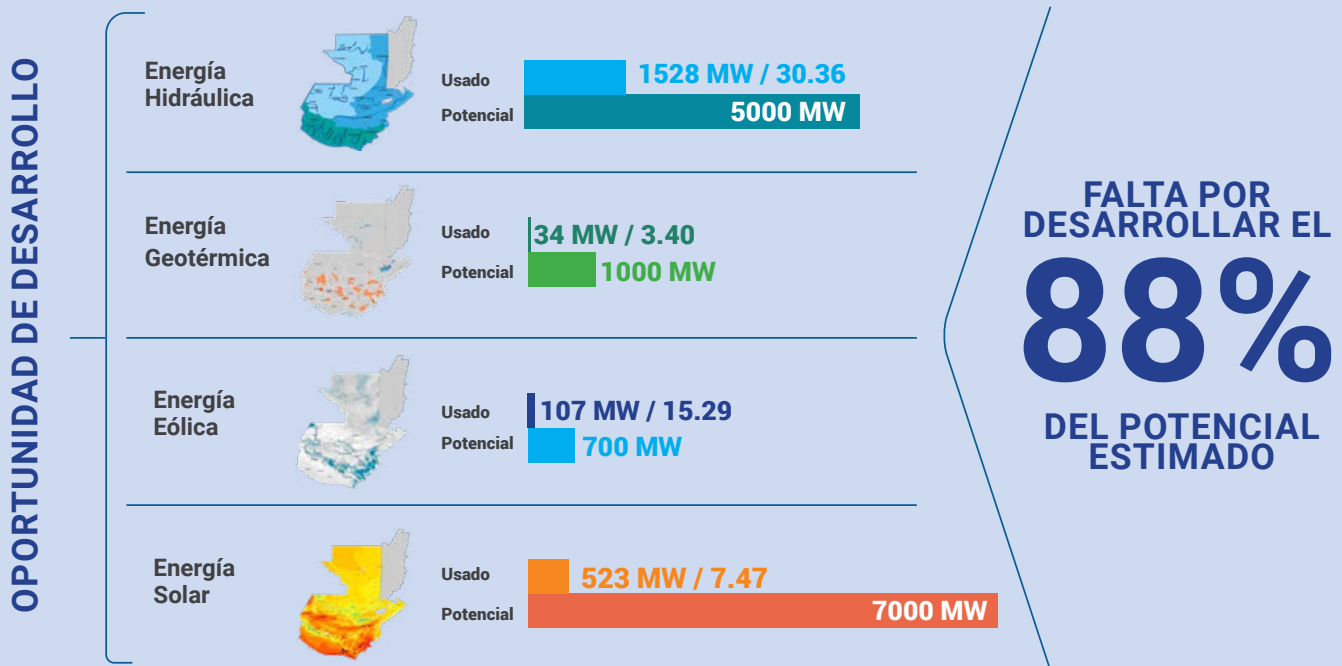 OPORTUNIDAD DE DESARROLLO
Energía
Hidráulica
Usado
1528 MW / 30.36
Potencial
5000 MW
Energía
Geotérmica
Usado
34 MW / 3.40
Potencial
1000 MW
Energía
Eólica
Usado
107 MW / 15.29
Potencial
700 MW
Energía
Solar
Usado
523 MW / 7.47
Potencial
7000 MW
FALTA POR
DESARROLLAR EL
88%
DEL POTENCIAL
ESTIMADO